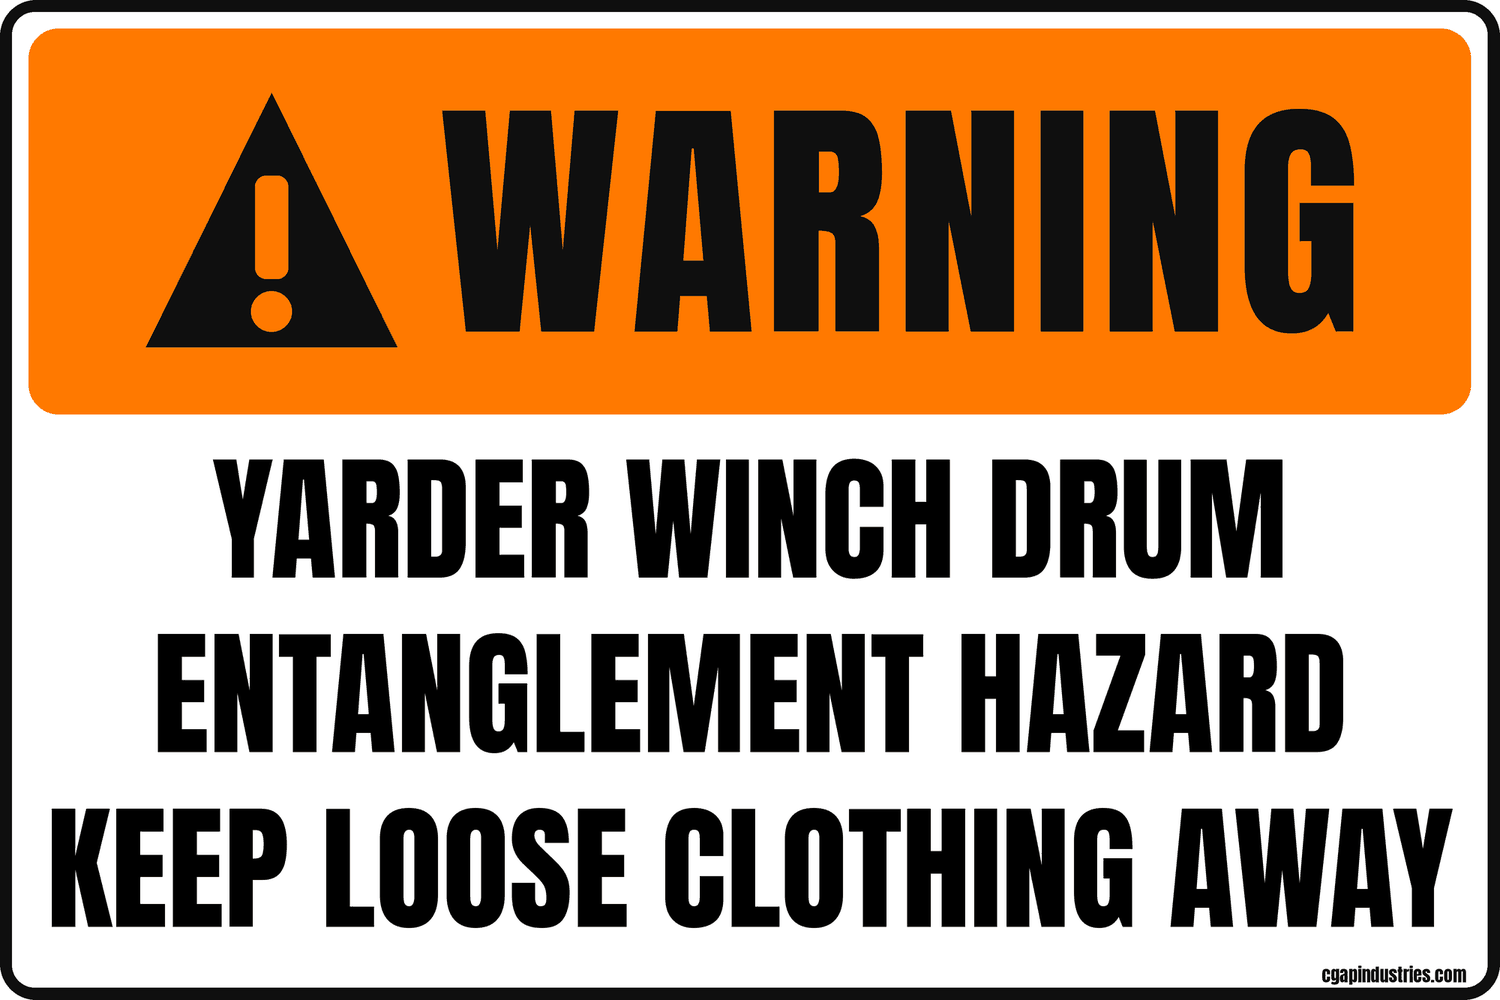 WARNING
YARDER WINCH DRUM
ENTANGLEMENT HAZARD
KEEP LOOSE CLOTHING AWAY
cgapindustries.com